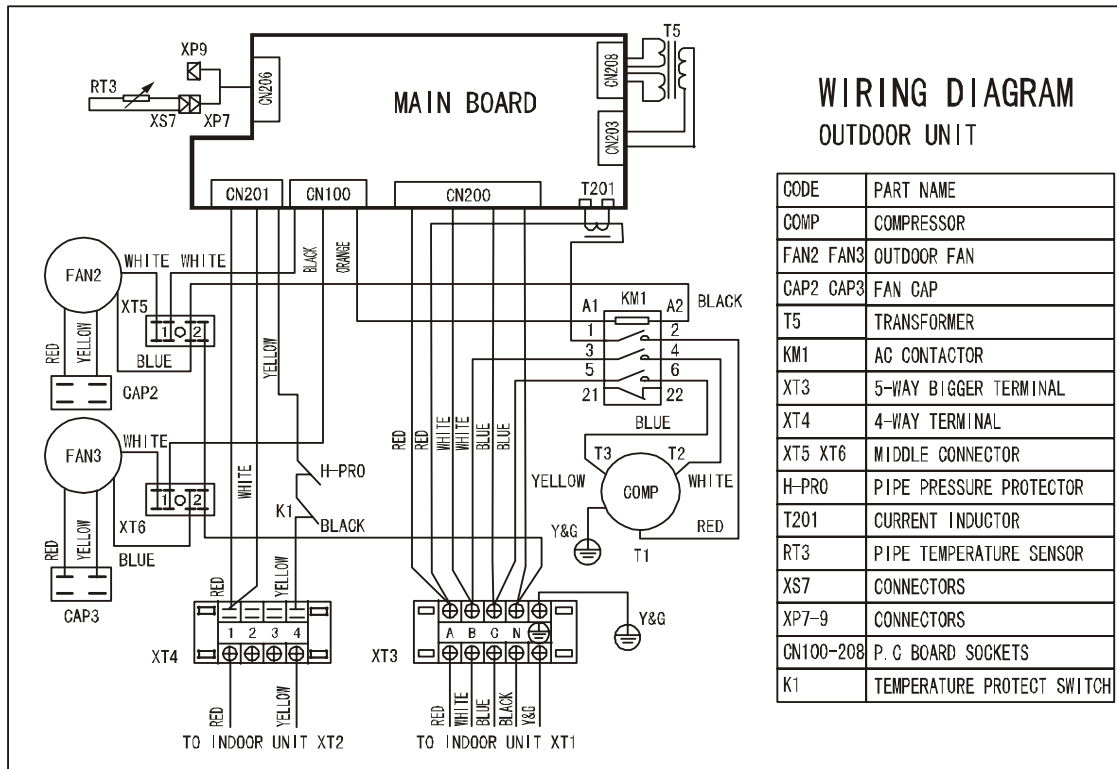 WIRING DIAGRAM
OUTDOOR UNIT
MAIN BOARD
XP9
RT3
XS7 XP7
CN206
CN208
T5
CN203
CN201
CN100
CN200
T201
FAN2
WHITE WHITE
BLACK
ORANGE
XT5
1 2
BLUE
RED
YELLOW
CAP2
YELLOW
A1 KM1 A2
BLACK
1 2
3 4
5 6
21 22
FAN3
WHITE
1 2
XT6
BLUE
RED
YELLOW
CAP3
WHITE
H-PRO
K1
BLACK
RED
YELLOW
YELLOW
RED
RED
WHITE
WHITE
BLUE
BLUE
BLUE
T3 T2
YELLOW
COMP
WHITE
Y&G
T1
RED
1 2 3 4
XT4
RED
YELLOW
TO INDOOR UNIT XT2
A B C N
XT3
Y&G
RED
WHITE
BLUE
BLACK
Y&G
TO INDOOR UNIT XT1
CODE PART NAME
COMP COMPRESSOR
FAN2 FAN3 OUTDOOR FAN
CAP2 CAP3 FAN CAP
T5 TRANSFORMER
KM1 AC CONTACTOR
XT3 5-WAY BIGGER TERMINAL
XT4 4-WAY TERMINAL
XT5 XT6 MIDDLE CONNECTOR
H-PRO PIPE PRESSURE PROTECTOR
T201 CURRENT INDUCTOR
RT3 PIPE TEMPERATURE SENSOR
XS7 CONNECTORS
XP7-9 CONNECTORS
CN100-208 P.C BOARD SOCKETS
K1 TEMPERATURE PROTECT SWITCH